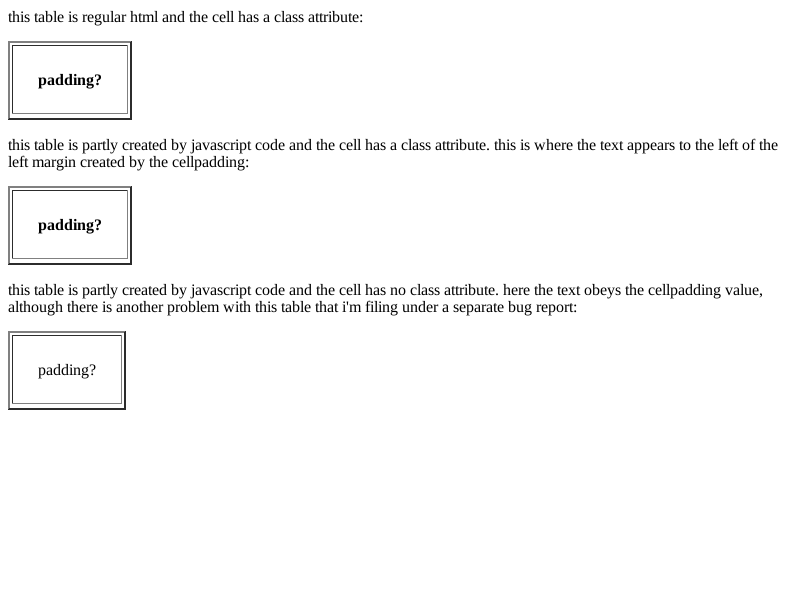 this table is regular html and the cell has a class attribute:
padding?
this table is partly created by javascript code and the cell has a class attribute. this is where the text appears to the left of the
left margin created by the cellpadding:
padding?
this table is partly created by javascript code and the cell has no class attribute. here the text obeys the cellpadding value,
although there is another problem with this table that i'm filing under a separate bug report:
padding?